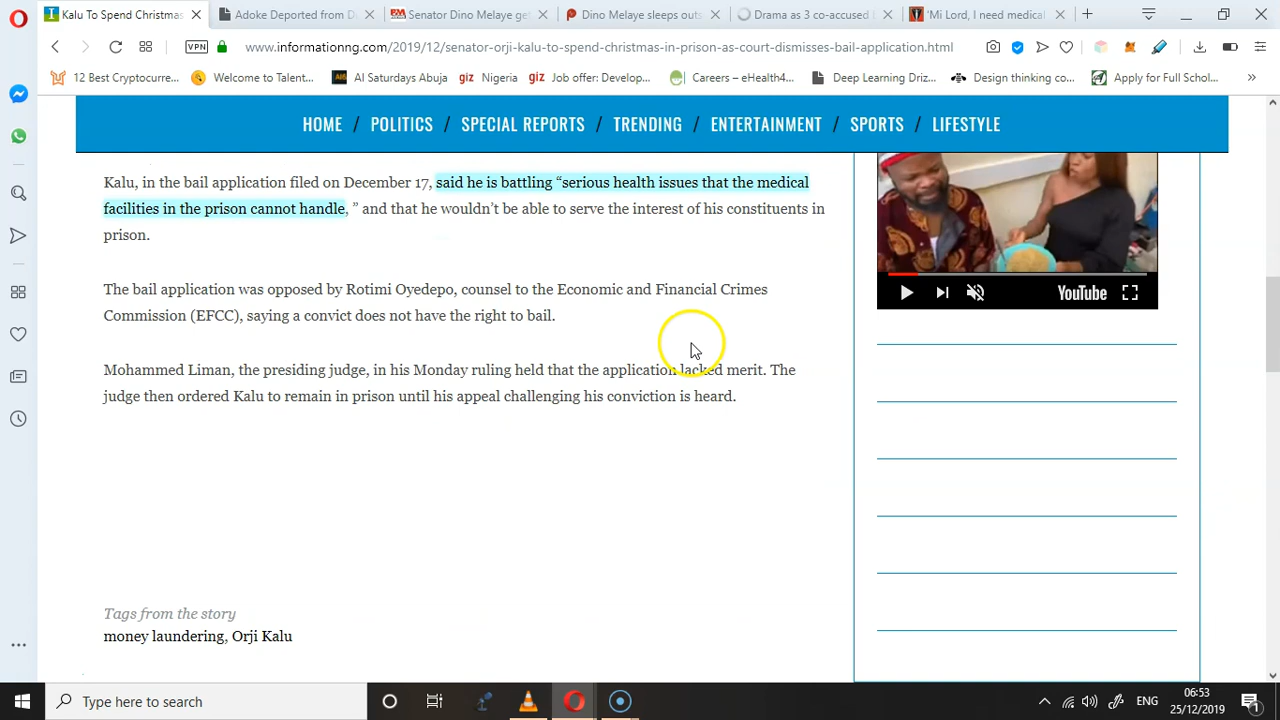 Kalu To Spend Christmas
Adoke Deported from D
Senator Dino Melaye ge
Dino Melaye sleeps outs
Drama as 3 co-accused
'Mi Lord, I need medical
VPN
www.informationng.com/2019/12/senator-orji-kalu-to-spend-christmas-in-prison-as-court-dismisses-bail-application.html
12 Best Cryptocurre...
Welcome to Talent...
AI Saturdays Abuja
giz Nigeria
giz Job offer: Develop...
Careers – eHealth4...
Deep Learning Driz...
Design thinking co...
Apply for Full Schol...
HOME / POLITICS / SPECIAL REPORTS / TRENDING / ENTERTAINMENT / SPORTS / LIFESTYLE
Kalu, in the bail application filed on December 17, said he is battling “serious health issues that the medical
facilities in the prison cannot handle, ” and that he wouldn’t be able to serve the interest of his constituents in
prison.
The bail application was opposed by Rotimi Oyedepo, counsel to the Economic and Financial Crimes
Commission (EFCC), saying a convict does not have the right to bail.
Mohammed Liman, the presiding judge, in his Monday ruling held that the application lacked merit. The
judge then ordered Kalu to remain in prison until his appeal challenging his conviction is heard.
YouTube
Tags from the story
money laundering, Orji Kalu
Type here to search
ENG
06:53
25/12/2019